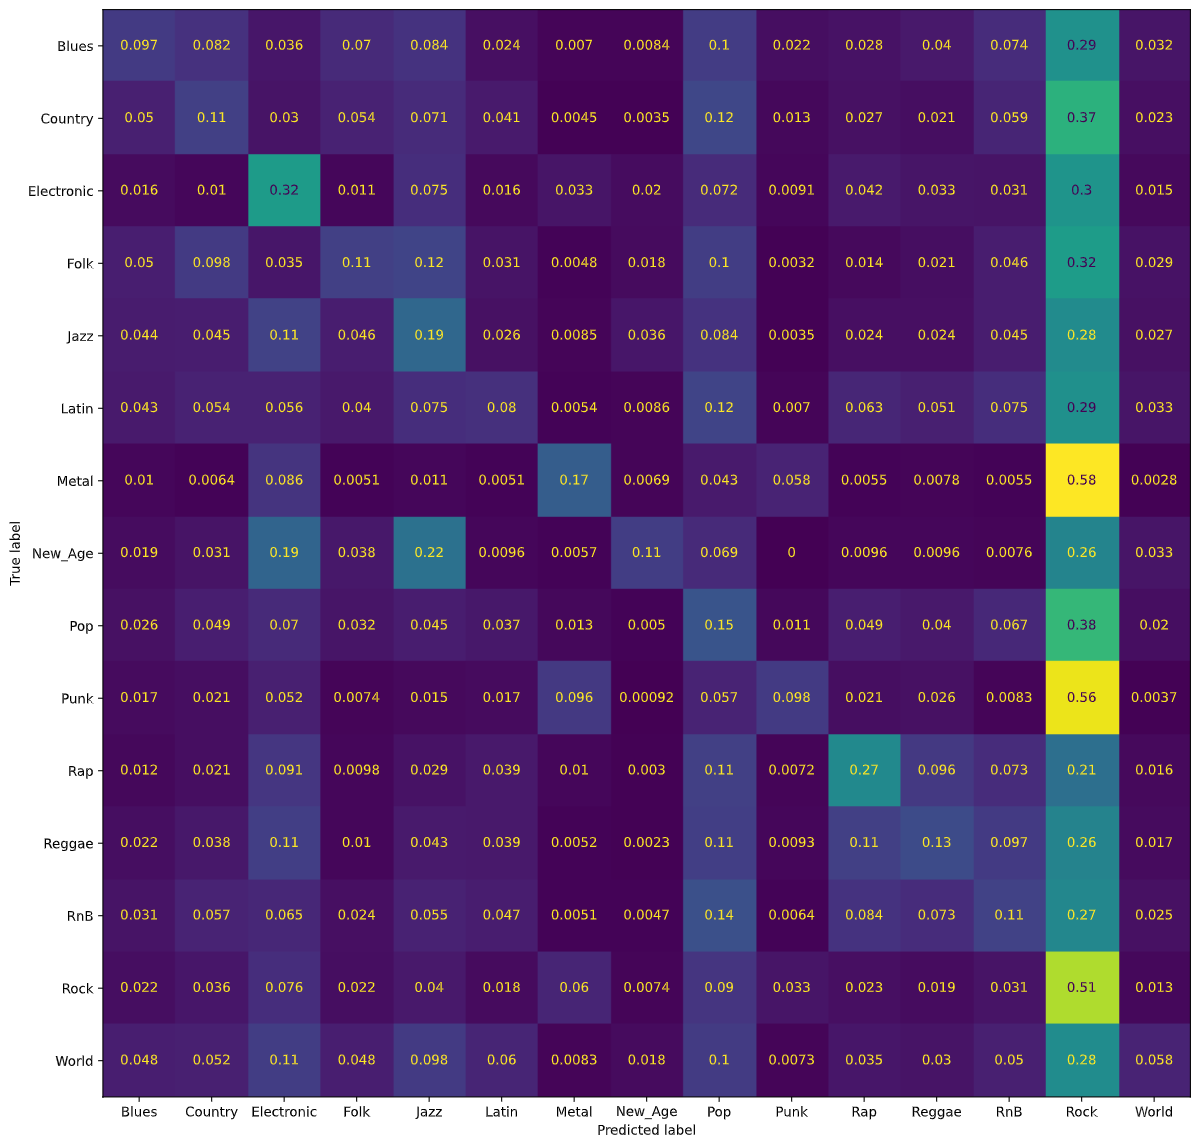 Blues 0.097 0.082 0.036 0.07 0.084 0.024 0.007 0.0084 0.1 0.022 0.028 0.04 0.074 0.29 0.032
Country 0.05 0.11 0.03 0.054 0.071 0.041 0.0045 0.0035 0.12 0.013 0.027 0.021 0.059 0.37 0.023
Electronic 0.016 0.01 0.32 0.011 0.075 0.016 0.033 0.02 0.072 0.0091 0.042 0.033 0.031 0.3 0.015
Folk 0.05 0.098 0.035 0.11 0.12 0.031 0.0048 0.018 0.1 0.0032 0.014 0.021 0.046 0.32 0.029
Jazz 0.044 0.045 0.11 0.046 0.19 0.026 0.0085 0.036 0.084 0.0035 0.024 0.024 0.045 0.28 0.027
Latin 0.043 0.054 0.056 0.04 0.075 0.08 0.0054 0.0086 0.12 0.007 0.063 0.051 0.075 0.29 0.033
Metal 0.01 0.0064 0.086 0.0051 0.011 0.0051 0.17 0.0069 0.043 0.058 0.0055 0.0078 0.0055 0.58 0.0028
New_Age 0.019 0.031 0.19 0.038 0.22 0.0096 0.0057 0.11 0.069 0 0.0096 0.0096 0.0076 0.26 0.033
Pop 0.026 0.049 0.07 0.032 0.045 0.037 0.013 0.005 0.15 0.011 0.049 0.04 0.067 0.38 0.02
Punk 0.017 0.021 0.052 0.0074 0.015 0.017 0.096 0.00092 0.057 0.098 0.021 0.026 0.0083 0.56 0.0037
Rap 0.012 0.021 0.091 0.0098 0.029 0.039 0.01 0.003 0.11 0.0072 0.27 0.096 0.073 0.21 0.016
Reggae 0.022 0.038 0.11 0.01 0.043 0.039 0.0052 0.0023 0.11 0.0093 0.11 0.13 0.097 0.26 0.017
RnB 0.031 0.057 0.065 0.024 0.055 0.047 0.0051 0.0047 0.14 0.0064 0.084 0.073 0.11 0.27 0.025
Rock 0.022 0.036 0.076 0.022 0.04 0.018 0.06 0.0074 0.09 0.033 0.023 0.019 0.031 0.51 0.013
World 0.048 0.052 0.11 0.048 0.098 0.06 0.0083 0.018 0.1 0.0073 0.035 0.03 0.05 0.28 0.058
Blues Country Electronic Folk Jazz Latin Metal New_Age Pop Punk Rap Reggae RnB Rock World
Predicted label
True label